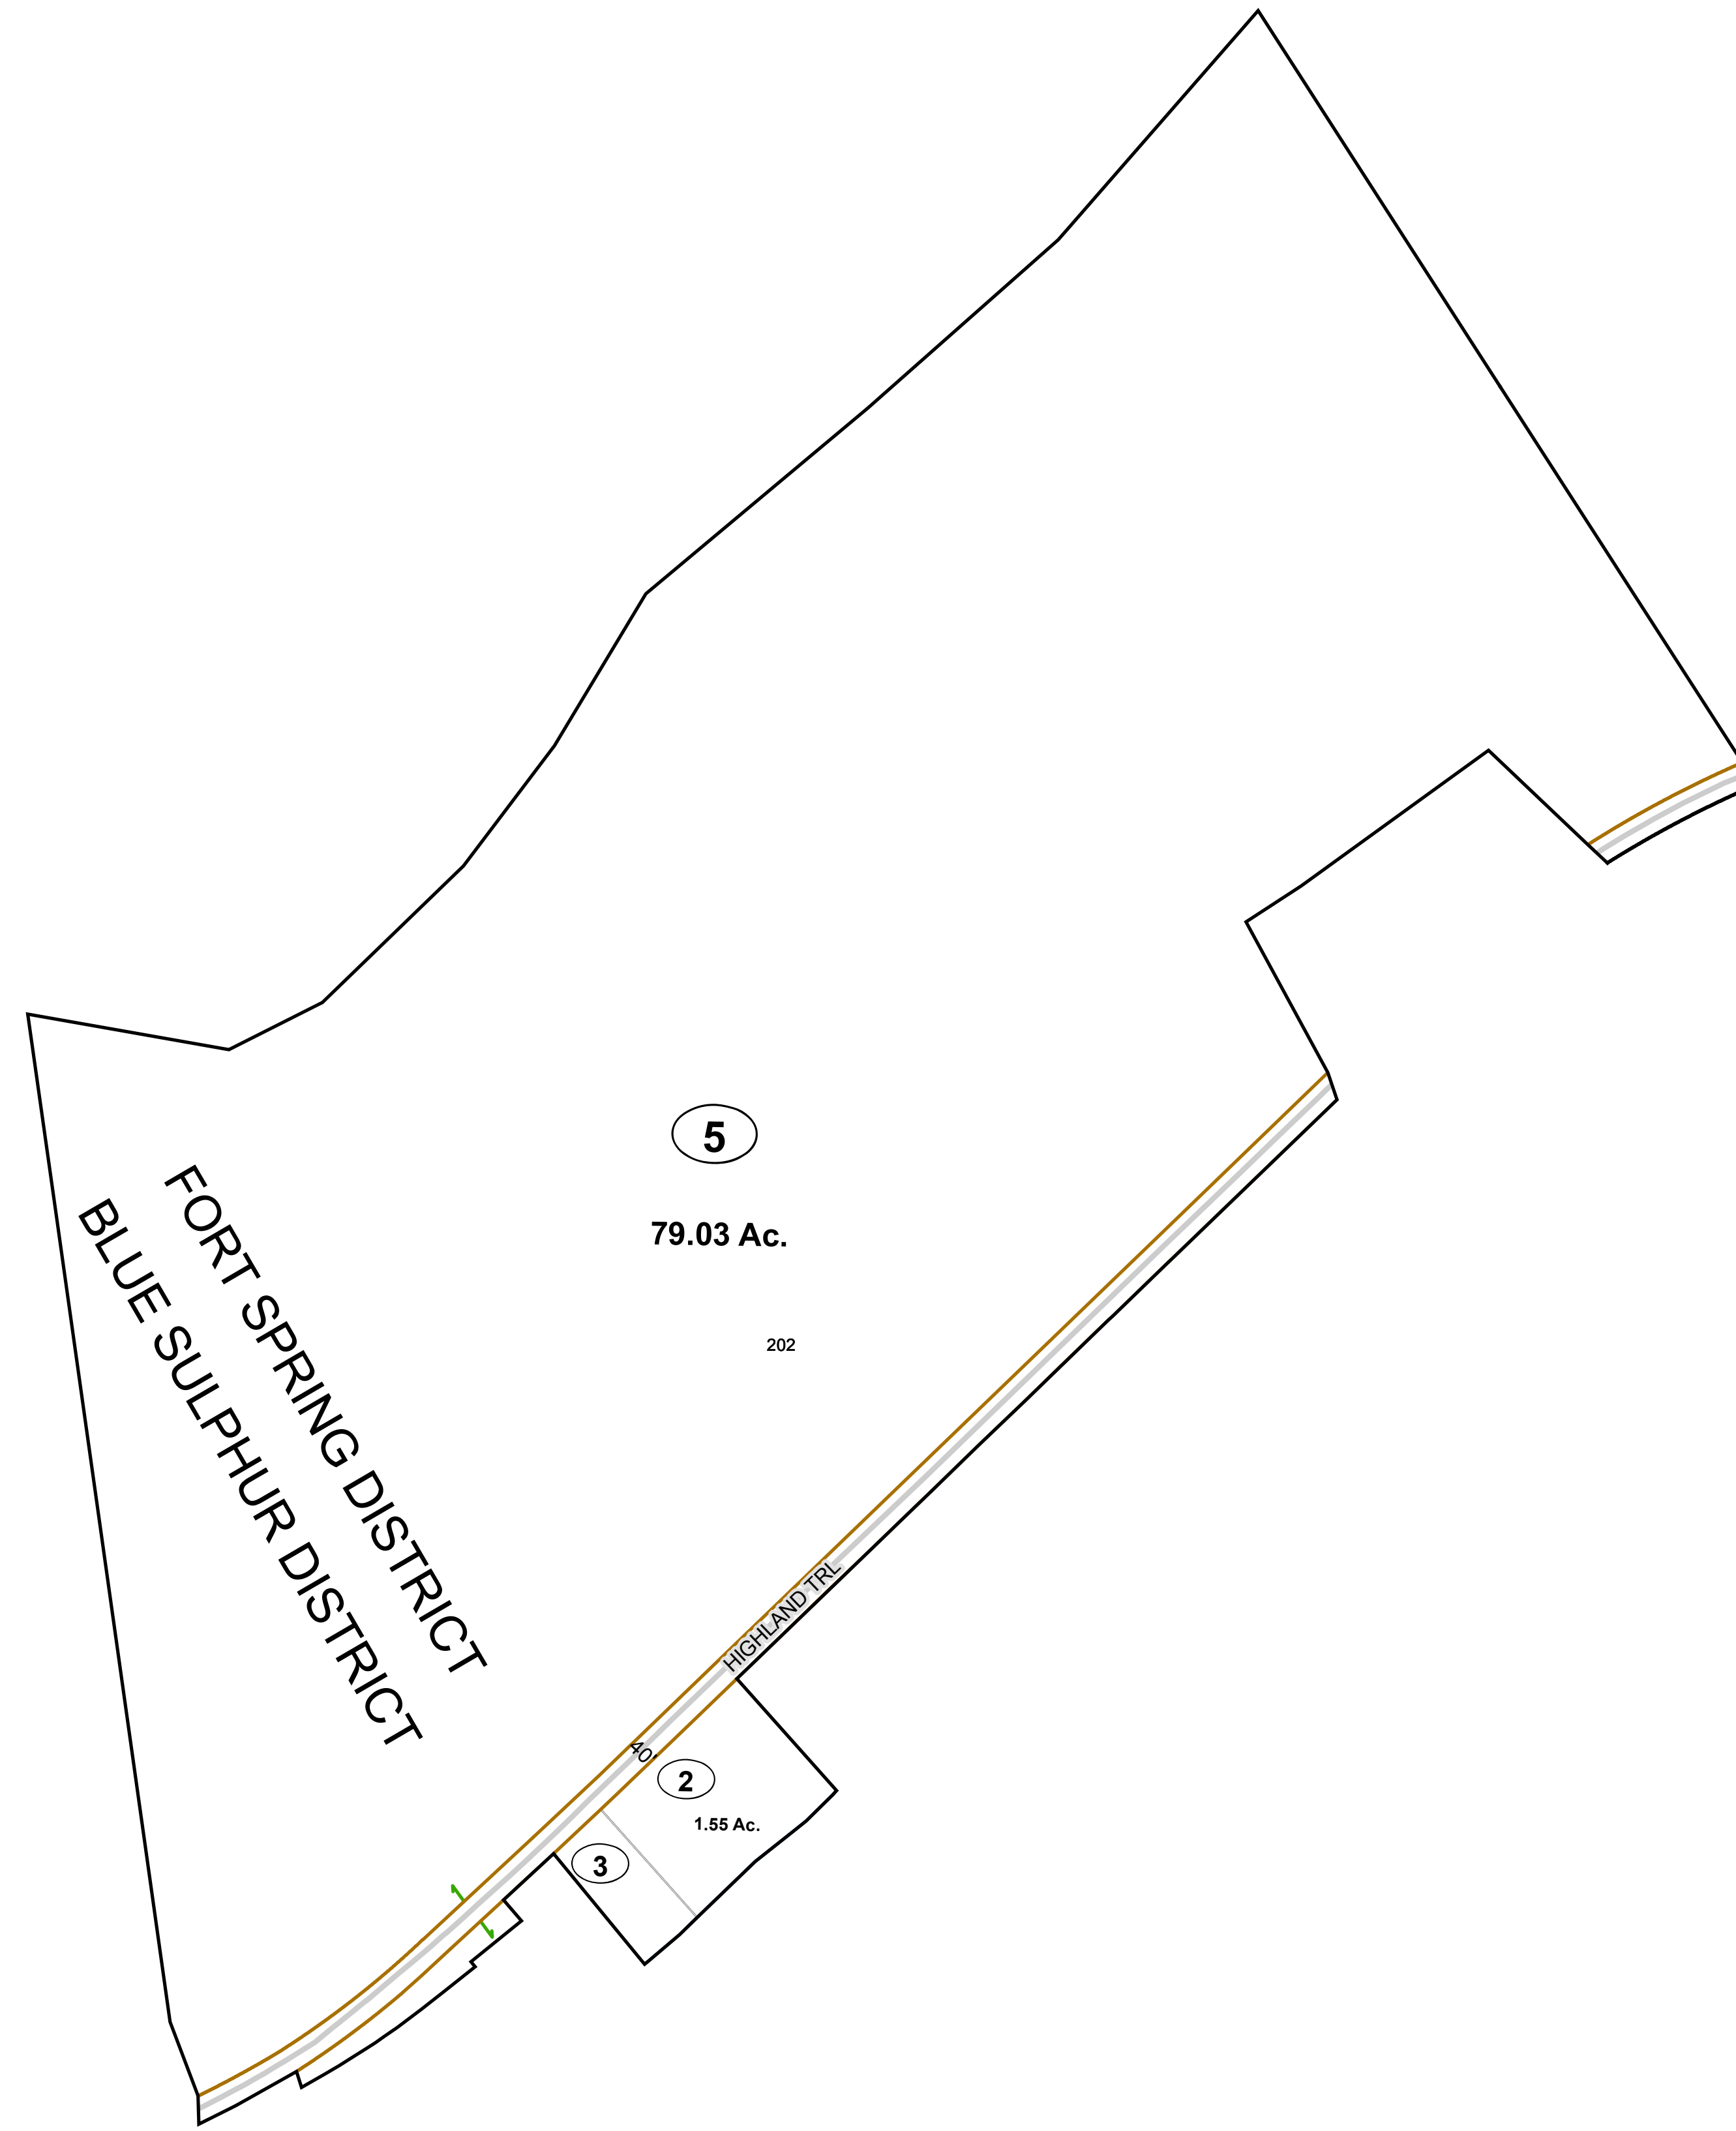 5
79.03 Ac.
FORT SPRING DISTRICT
BLUE SULPHUR DISTRICT
202
HIGHLAND TRL
40'
2
1.55 Ac.
3